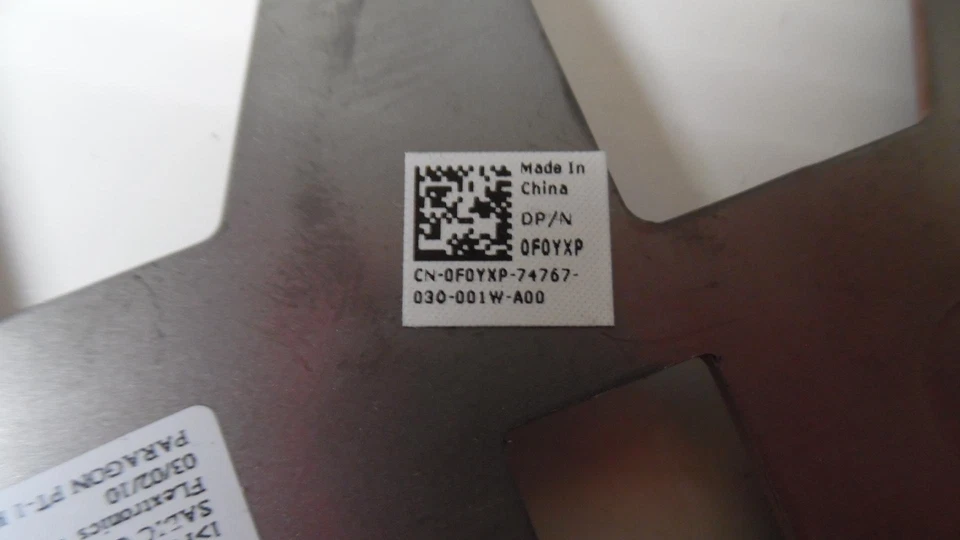 Made In
China
DP/N
0F0YXP
CN-0F0YXP-74767-
030-001W-A00
FLextronics
03/02/10
PARAGON PT-1